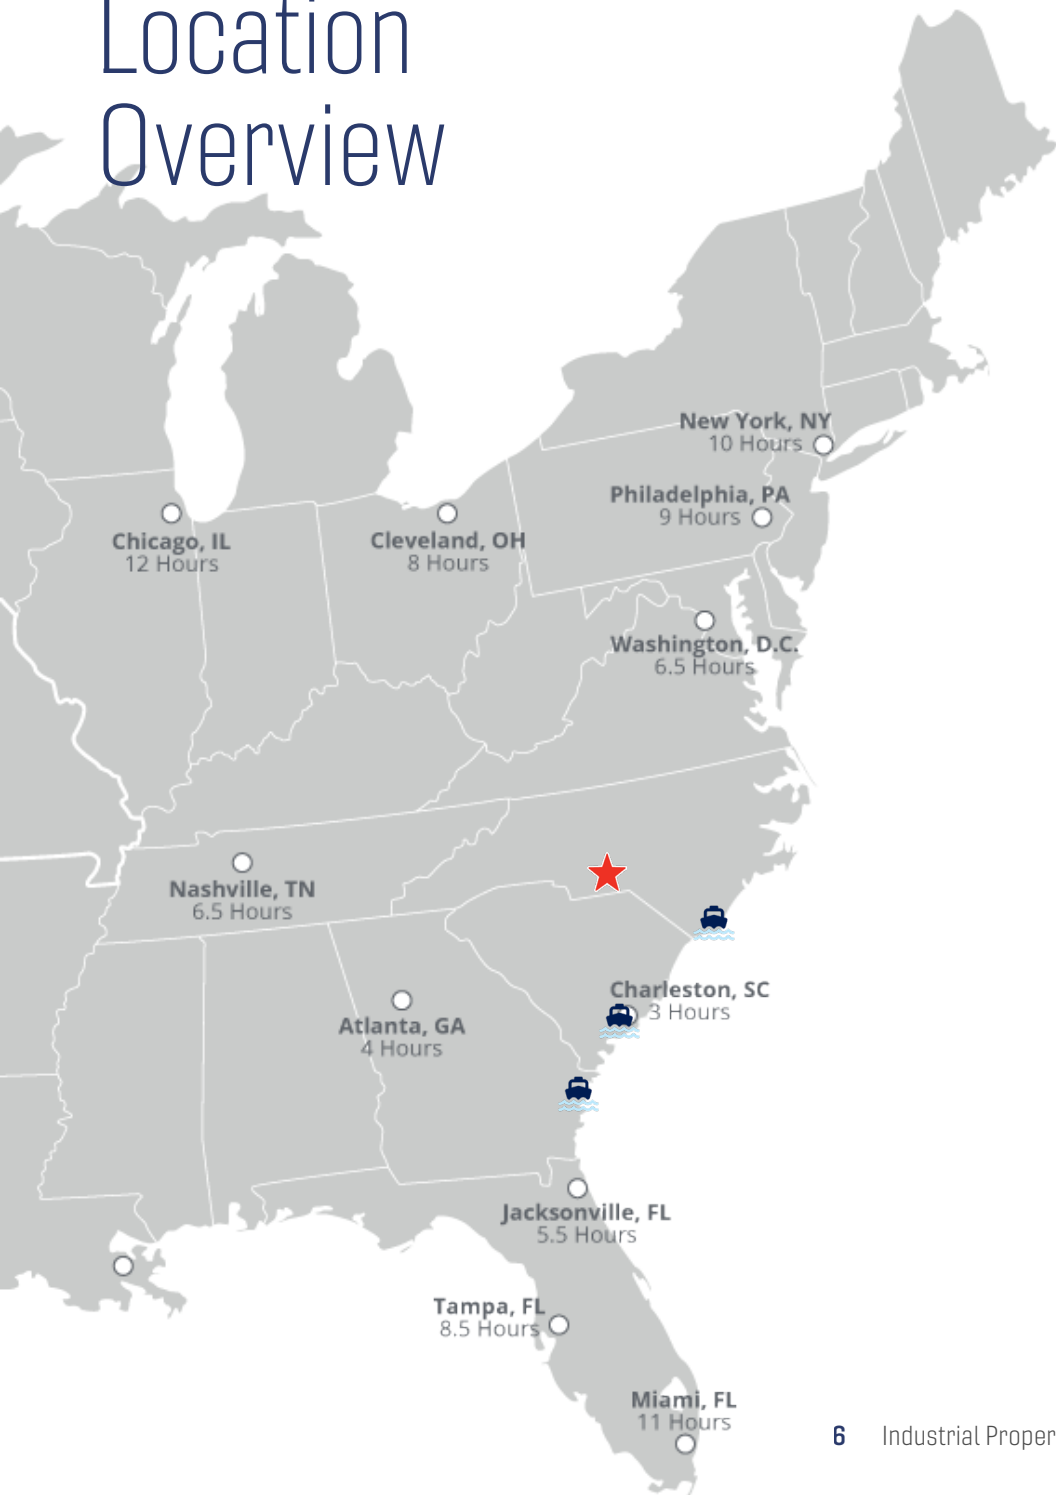 Location
Overview
New York, NY
10 Hours
Philadelphia, PA
9 Hours
Chicago, IL
12 Hours
Cleveland, OH
8 Hours
Washington, D.C.
6.5 Hours
Nashville, TN
6.5 Hours
Charleston, SC
3 Hours
Atlanta, GA
4 Hours
Jacksonville, FL
5.5 Hours
Tampa, FL
8.5 Hours
Miami, FL
11 Hours
6 Industrial Proper